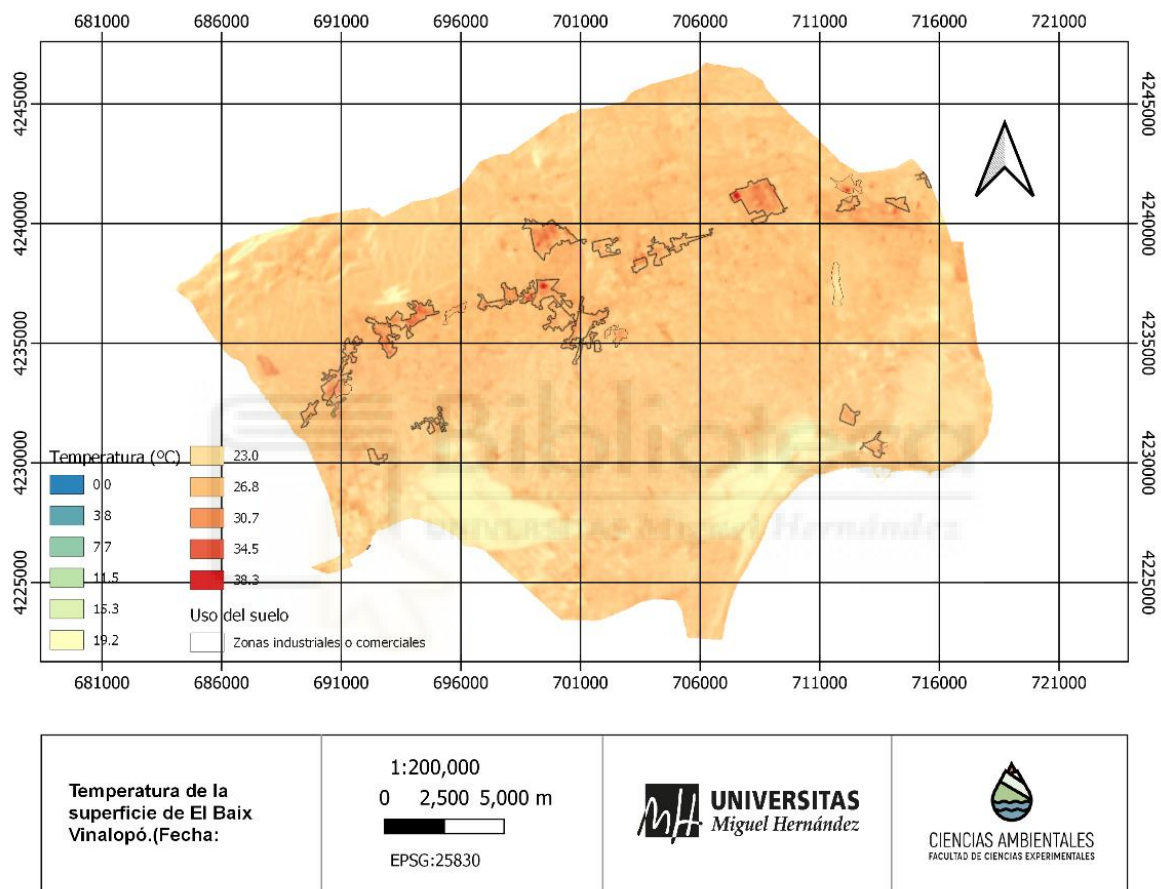 681000 686000 691000 696000 701000 706000 711000 716000 721000
4245000 4245000
4240000 4240000
4235000 4235000
4230000 4230000
4225000 4225000
Biblioteca
UNIVERSITAS Miguel Hernández
Temperatura (ºC)
0.0
3.8
7.7
11.5
15.3
19.2
23.0
26.8
30.7
34.5
38.3
Uso del suelo
Zonas industriales o comerciales
681000 686000 691000 696000 701000 706000 711000 716000 721000
Temperatura de la
superficie de El Baix
Vinalopó.(Fecha:
1:200,000
0 2,500 5,000 m
EPSG:25830
UNIVERSITAS
Miguel Hernández
CIENCIAS AMBIENTALES
FACULTAD DE CIENCIAS EXPERIMENTALES